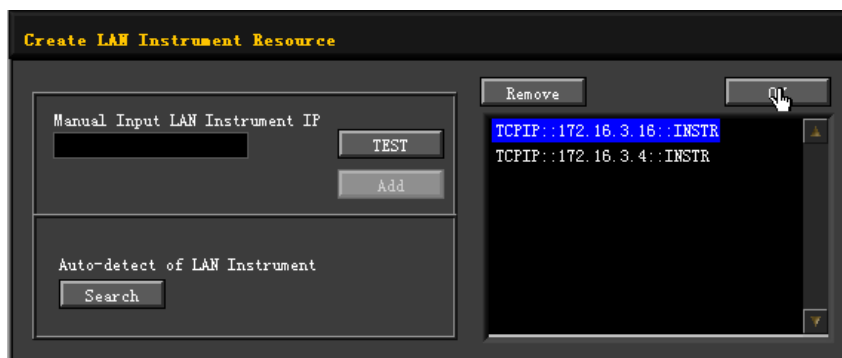 Create LAN Instrument Resource
Manual Input LAN Instrument IP
TEST
Add
Auto-detect of LAN Instrument
Search
Remove
TCPIP::172.16.3.16::INSTR
TCPIP::172.16.3.4::INSTR